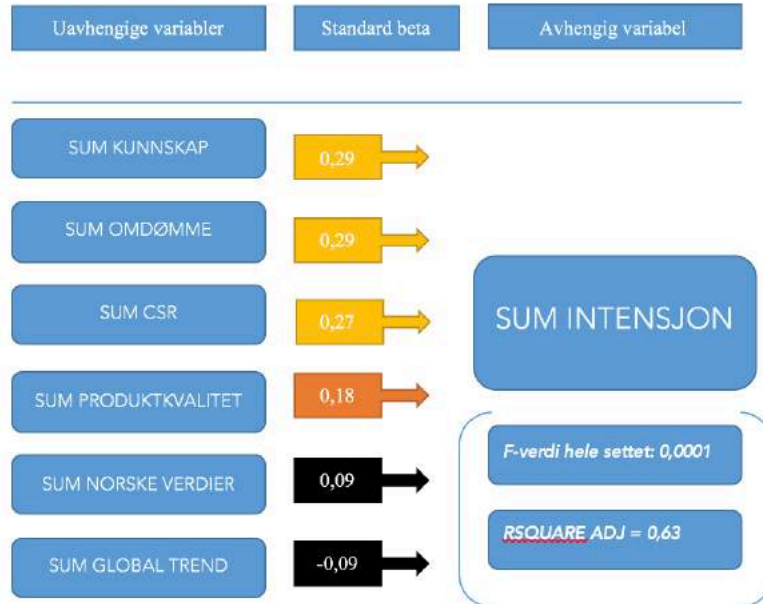 Uavhengige variabler
Standard beta
Avhengig variabel
SUM KUNNSKAP
0,29
SUM OMDØMME
0,29
SUM CSR
0,27
SUM INTENSJON
SUM PRODUKTKVALITET
0,18
F-verdi hele settet: 0,0001
SUM NORSKE VERDIER
0,09
RSQUARE ADJ = 0,63
SUM GLOBAL TREND
-0,09